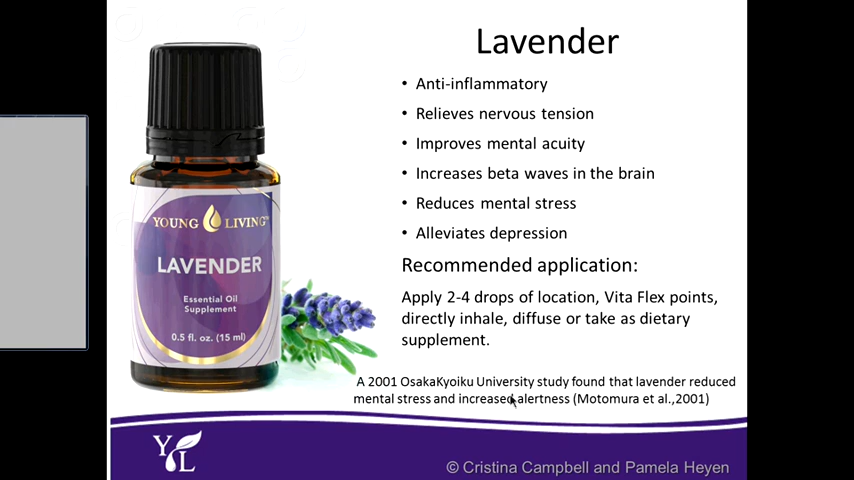 Lavender
• Anti-inflammatory
• Relieves nervous tension
• Improves mental acuity
• Increases beta waves in the brain
• Reduces mental stress
• Alleviates depression
Recommended application:
Apply 2-4 drops of location, Vita Flex points,
directly inhale, diffuse or take as dietary
supplement.
A 2001 OsakaKyoiku University study found that lavender reduced
mental stress and increased alertness (Motomura et al.,2001)
YOUNG LIVING™
LAVENDER
Essential Oil
Supplement
0.5 fl. oz. (15 ml)
Y L
© Cristina Campbell and Pamela Heyen